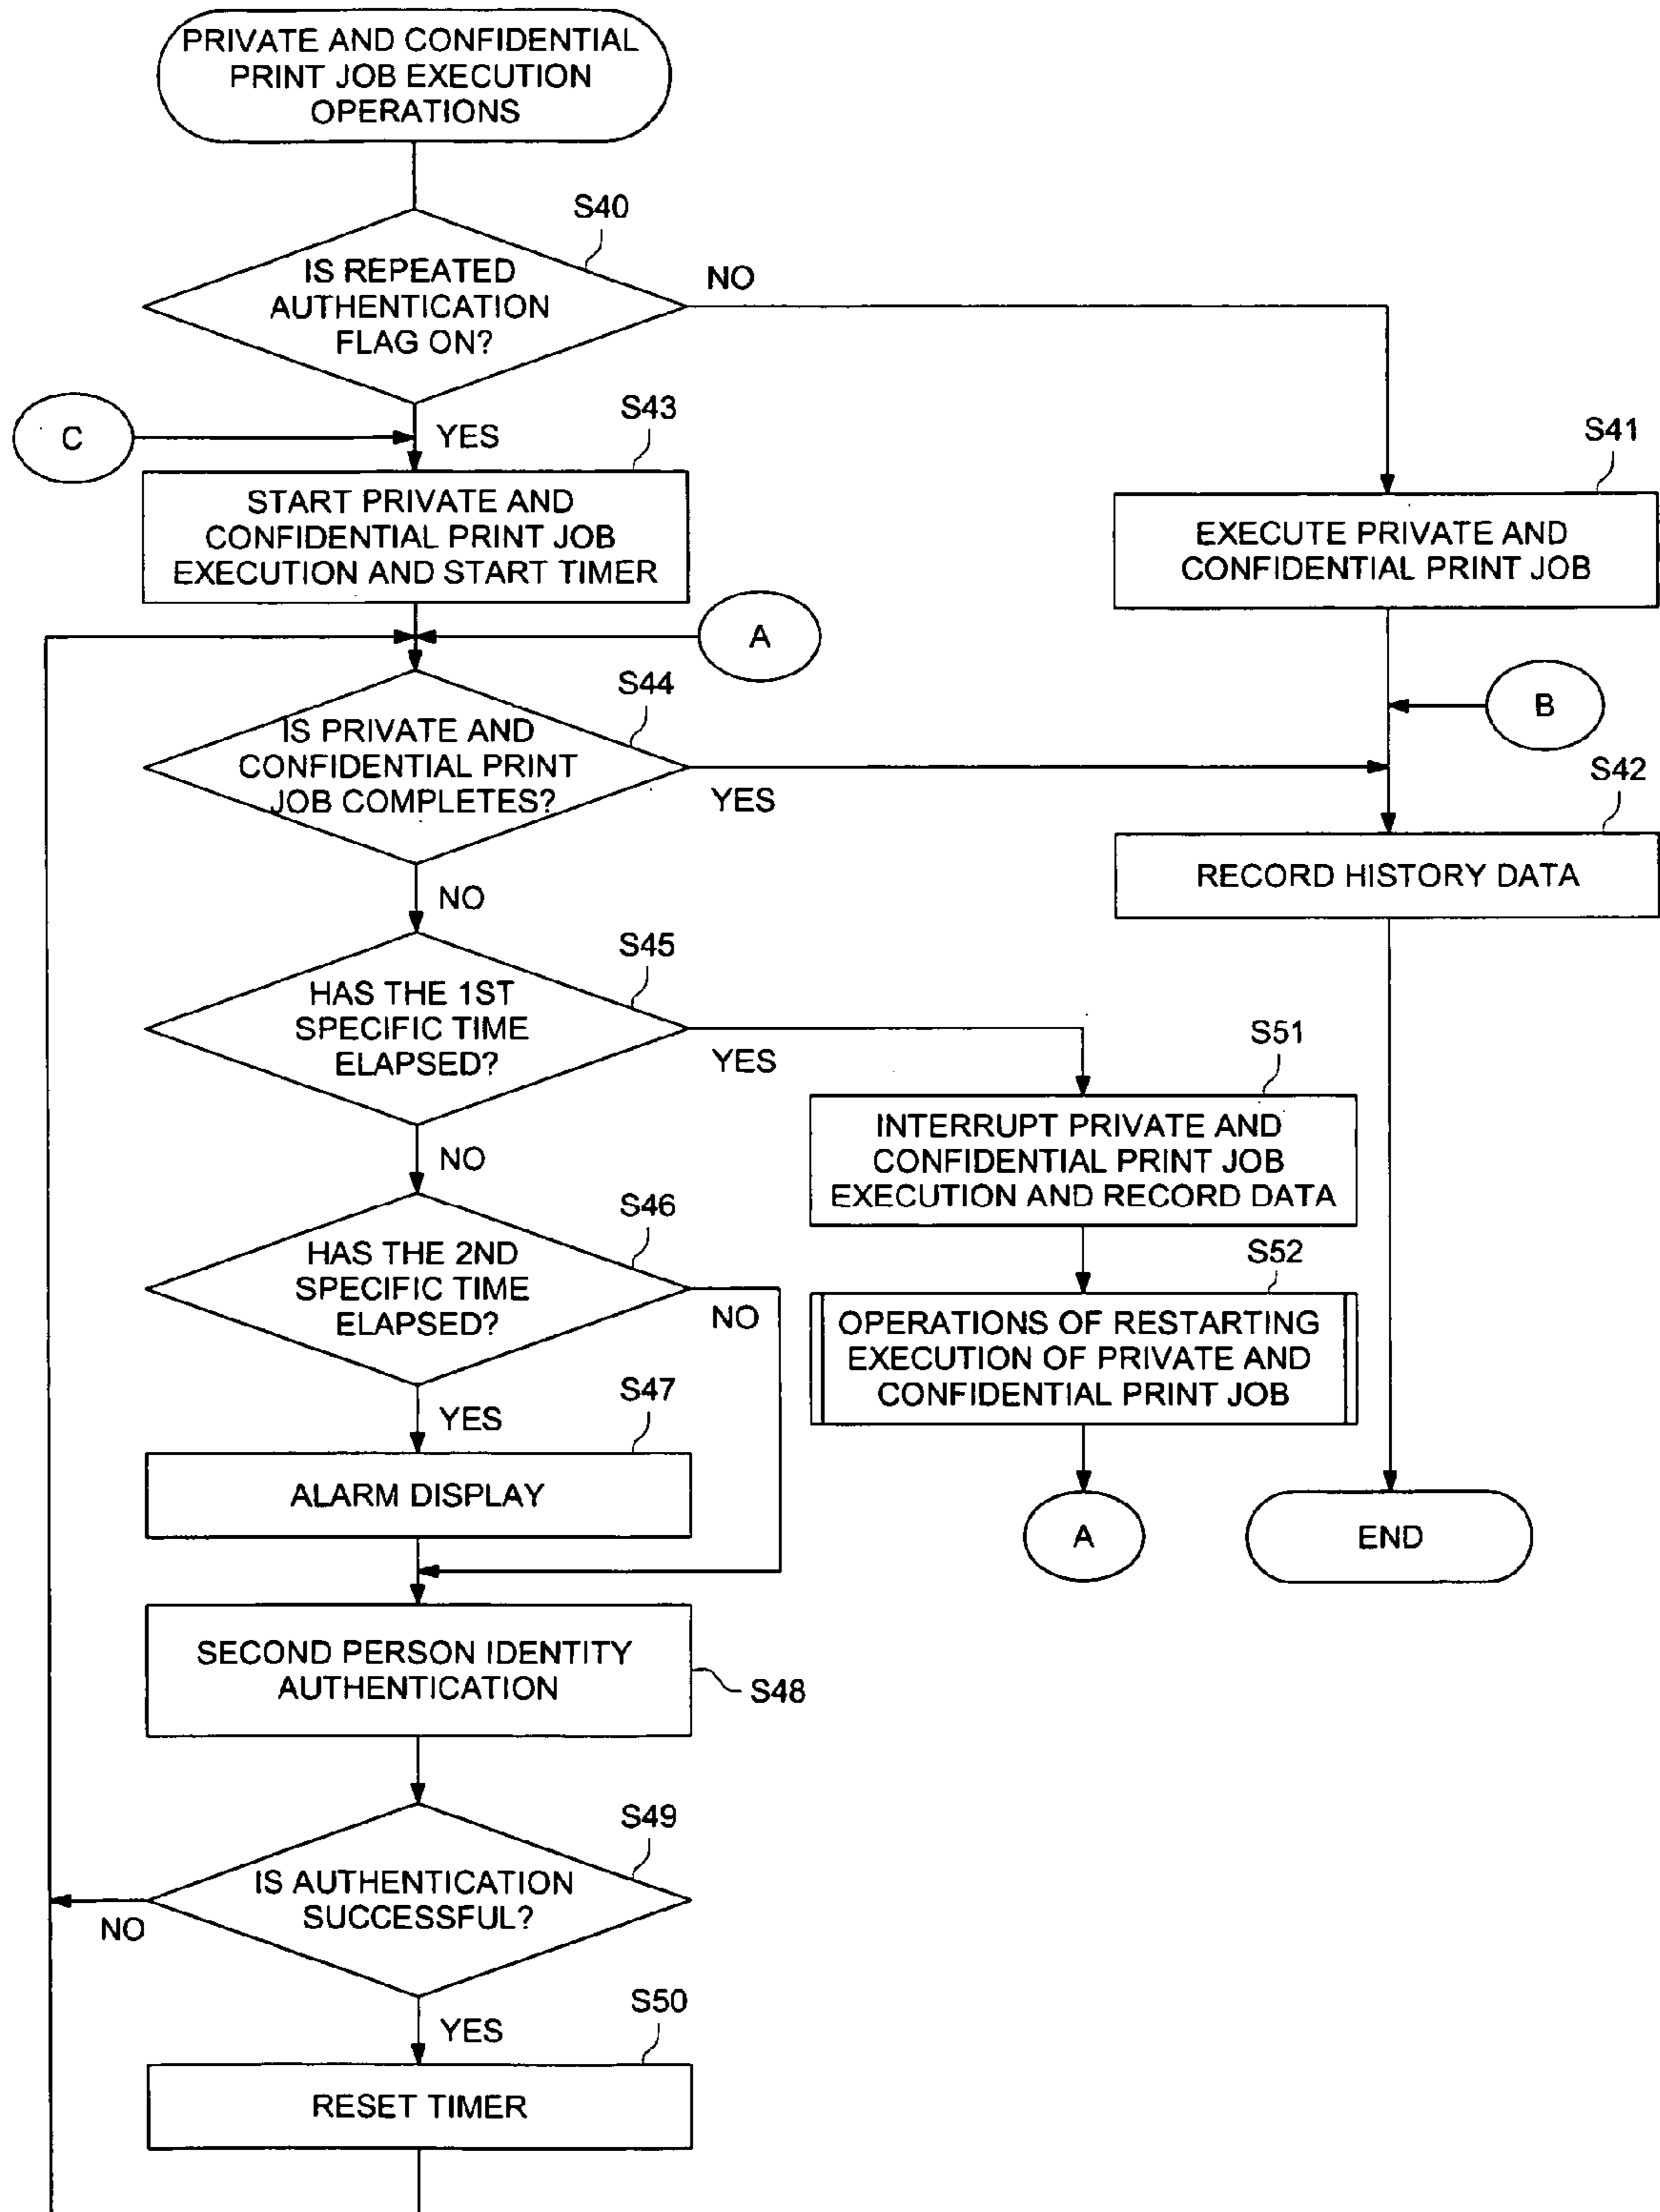 PRIVATE AND CONFIDENTIAL
PRINT JOB EXECUTION
OPERATIONS
S40
IS REPEATED
AUTHENTICATION
FLAG ON?
NO
YES
C
S43
START PRIVATE AND
CONFIDENTIAL PRINT JOB
EXECUTION AND START TIMER
S41
EXECUTE PRIVATE AND
CONFIDENTIAL PRINT JOB
A
B
S44
IS PRIVATE AND
CONFIDENTIAL PRINT
JOB COMPLETES?
YES
NO
S42
RECORD HISTORY DATA
S45
HAS THE 1ST
SPECIFIC TIME
ELAPSED?
YES
NO
S51
INTERRUPT PRIVATE AND
CONFIDENTIAL PRINT JOB
EXECUTION AND RECORD DATA
S46
HAS THE 2ND
SPECIFIC TIME
ELAPSED?
NO
YES
S52
OPERATIONS OF RESTARTING
EXECUTION OF PRIVATE AND
CONFIDENTIAL PRINT JOB
S47
ALARM DISPLAY
A
END
SECOND PERSON IDENTITY
AUTHENTICATION
S48
S49
IS AUTHENTICATION
SUCCESSFUL?
NO
YES
S50
RESET TIMER